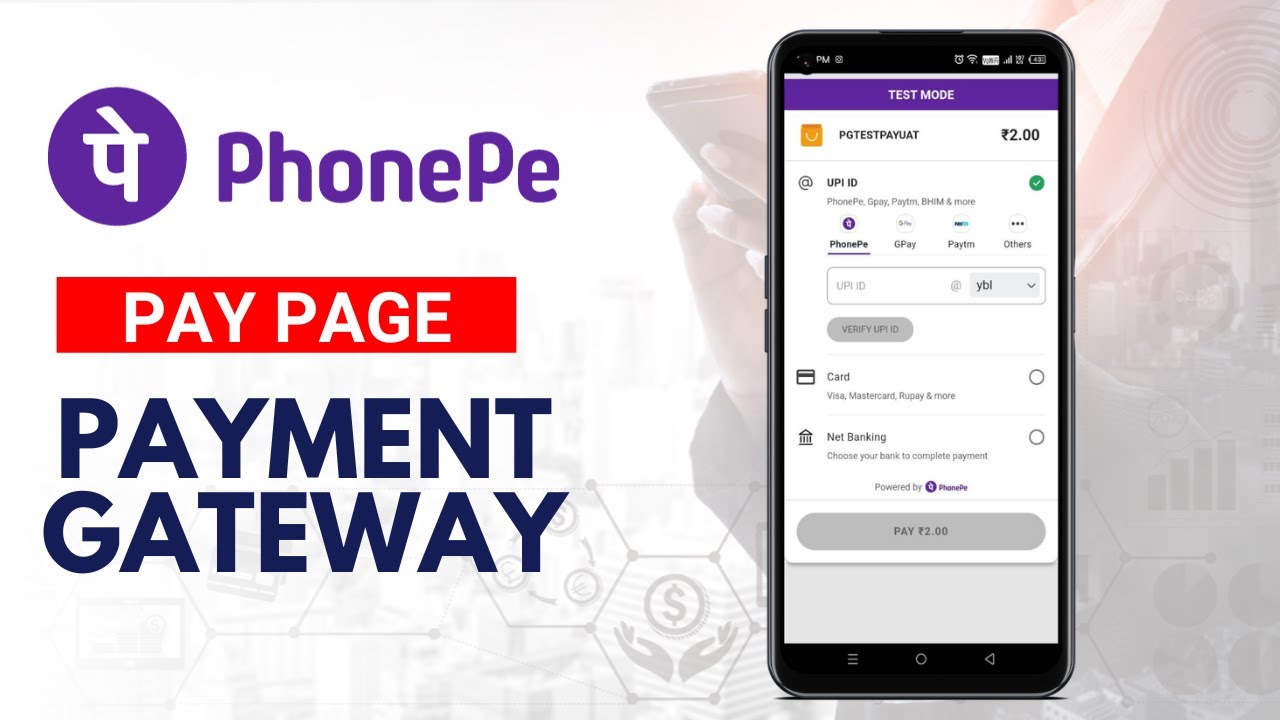 पे PhonePe
PAY PAGE
PAYMENT
GATEWAY
PM
TEST MODE
PGTESTPAYUAT ₹2.00
@ UPI ID
PhonePe, Gpay, Paytm, BHIM & more
PhonePe GPay Paytm Others
UPI ID @ ybl
VERIFY UPI ID
Card
Visa, Mastercard, Rupay & more
Net Banking
Choose your bank to complete payment
Powered by पे PhonePe
PAY ₹2.00